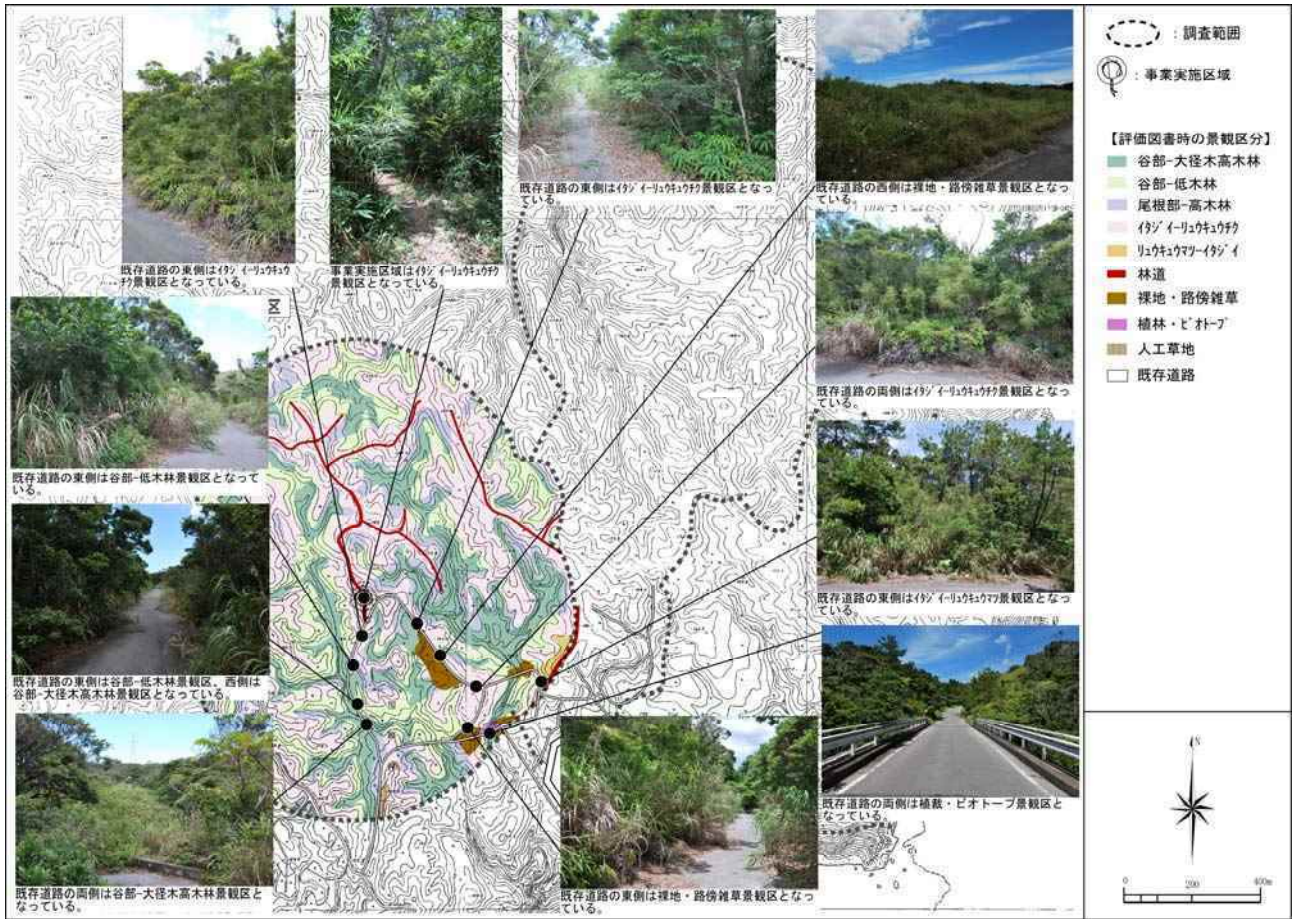 既存道路の東側はイタジイーリュウキュウ
チク景観区となっている。
事業実施区域はイタジイーリュウキュウチク
景観区となっている。
既存道路の東側はイタジイーリュウキュウチク景観区となって
いる。
既存道路の西側は裸地・路傍雑草景観区となっ
ている。
既存道路の東側は谷部-低木林景観区となってい
る。
既存道路の両側はイタジイーリュウキュウチク景観区となって
いる。
既存道路の東側は谷部-低木林景観区、西側は
谷部-大径木高木林景観区となっている。
既存道路の東側はイタジイーリュウキュウマツ景観区となって
いる。
既存道路の両側は谷部-大径木高木林景観区と
なっている。
既存道路の東側は裸地・路傍雑草景観区となっ
ている。
既存道路の両側は植裁・ビオトープ景観区と
なっている。
：調査範囲
：事業実施区域
【評価図書時の景観区分】
谷部-大径木高木林
谷部-低木林
尾根部-高木林
イタジイーリュウキュウチク
リュウキュウマツーイタジイ
林道
裸地・路傍雑草
植林・ビオトープ
人工草地
既存道路
N
0 200 400m